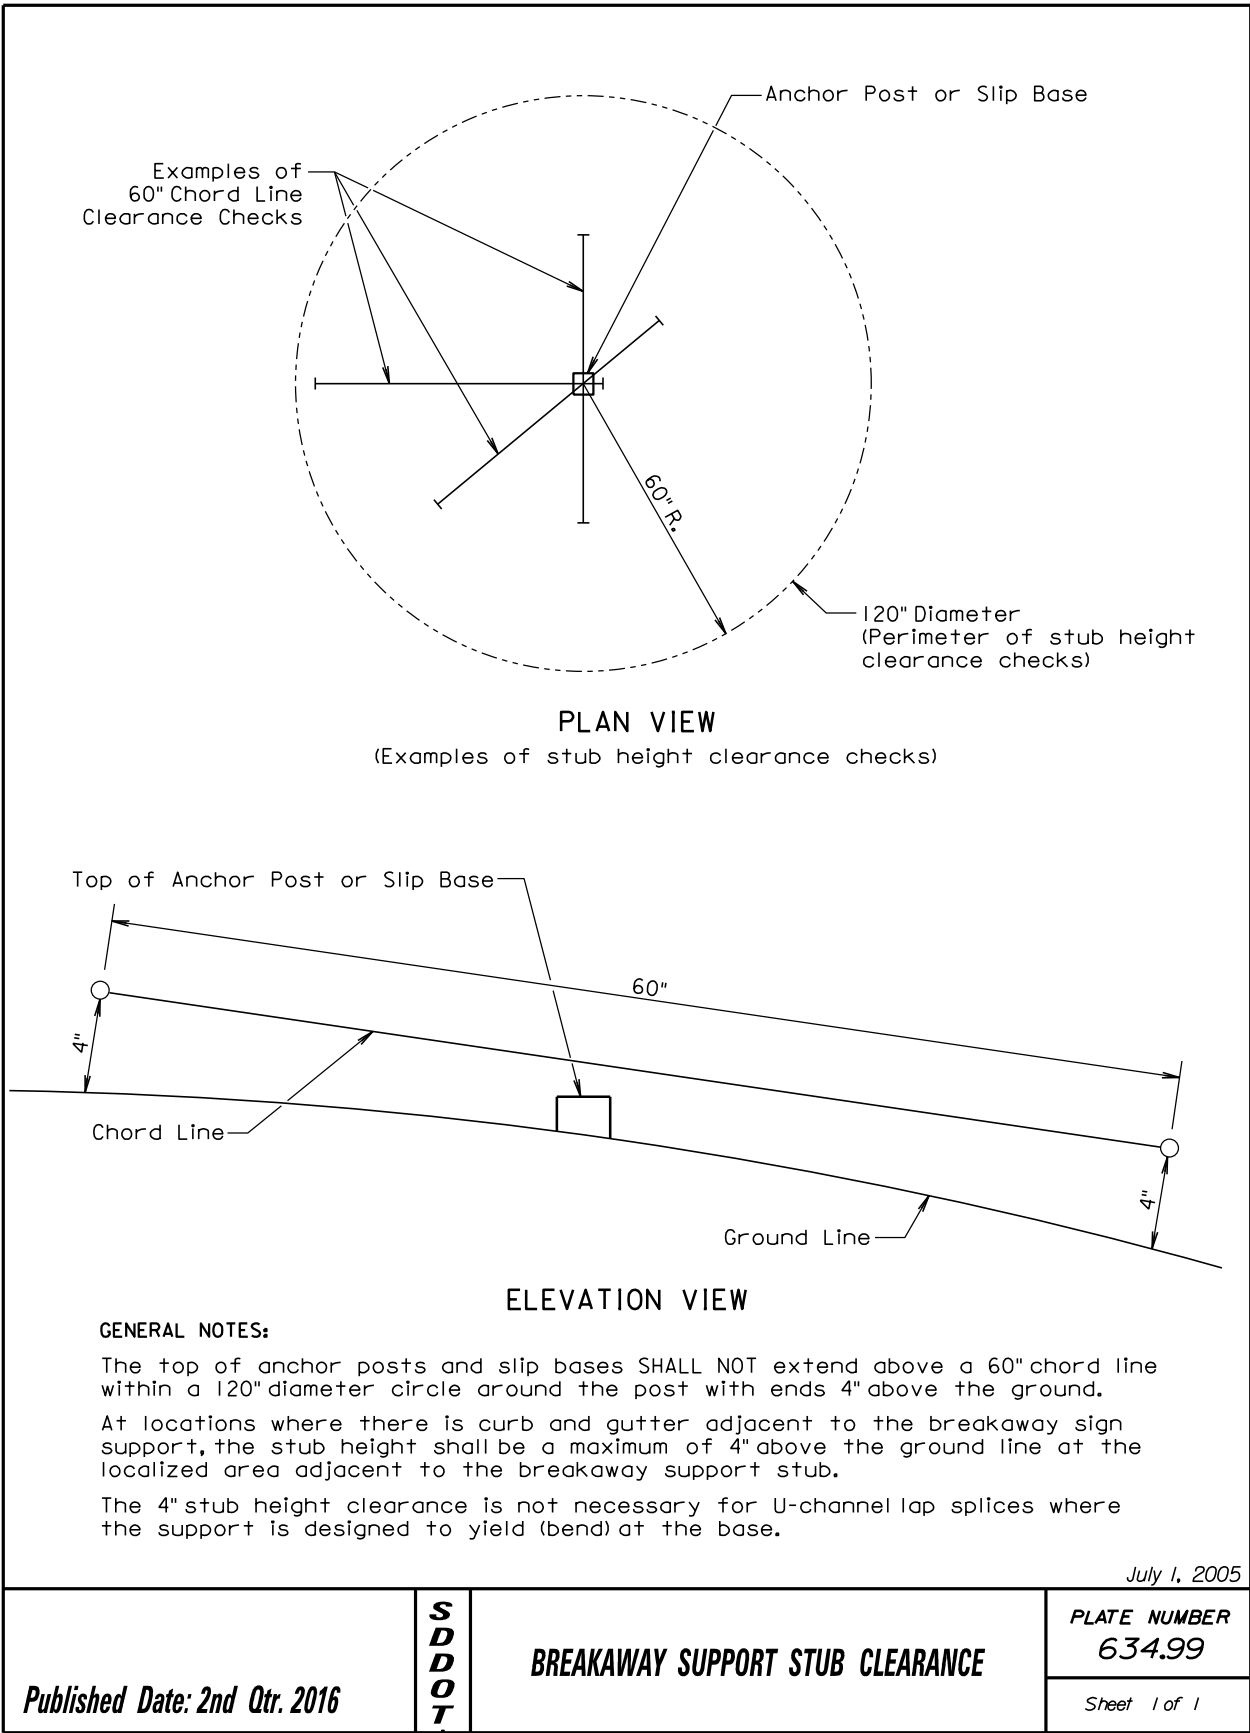 Anchor Post or Slip Base
Examples of
60" Chord Line
Clearance Checks
60" R.
120" Diameter
(Perimeter of stub height
clearance checks)
PLAN VIEW
(Examples of stub height clearance checks)
Top of Anchor Post or Slip Base
60"
4"
Chord Line
4"
Ground Line
ELEVATION VIEW
GENERAL NOTES:
The top of anchor posts and slip bases SHALL NOT extend above a 60" chord line
within a 120" diameter circle around the post with ends 4" above the ground.
At locations where there is curb and gutter adjacent to the breakaway sign
support, the stub height shall be a maximum of 4" above the ground line at the
localized area adjacent to the breakaway support stub.
The 4" stub height clearance is not necessary for U-channel lap splices where
the support is designed to yield (bend) at the base.
July 1, 2005
Published Date: 2nd Qtr. 2016
S
D
D
O
T
BREAKAWAY SUPPORT STUB CLEARANCE
PLATE NUMBER
634.99
Sheet 1 of 1